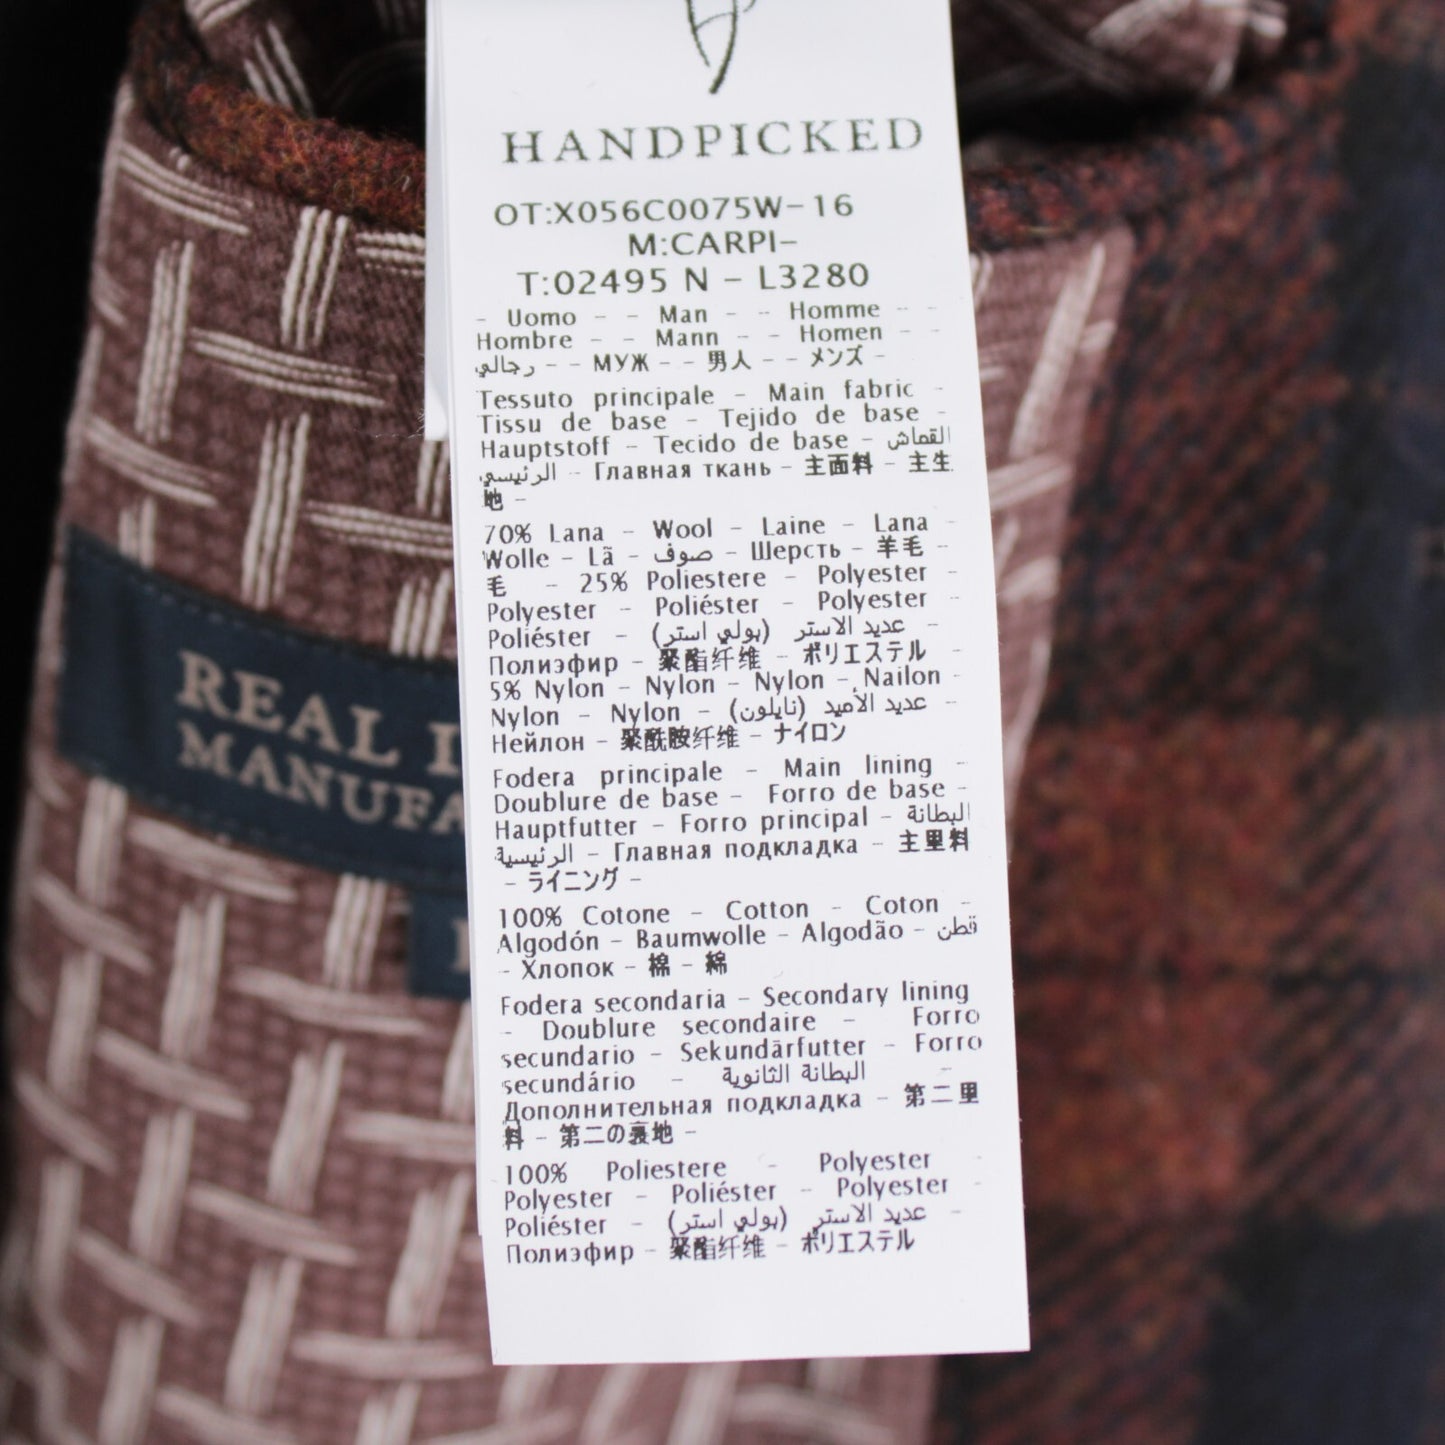 HANDPICKED
OT:X056C0075W-16
M:CARPI-
T:02495 N - L3280
- Uomo - - Man - - Homme - -
Hombre - - Mann - - Homen - -
رجالي - - МУЖ - - 男人 - - メンズ -
Tessuto principale - Main fabric -
Tissu de base - Tejido de base -
Hauptstoff - Tecido de base - القماش
الرئيسي - Главная ткань - 主面料 - 主生
地 -
70% Lana - Wool - Laine - Lana -
Wolle - Lã - صوف - Шерсть - 羊毛 -
毛 - 25% Poliestere - Polyester -
Polyester - Poliéster - Polyester -
Poliéster - عديد الاستر (بولي استر) -
Полиэфир - 聚酯纤维 - ポリエステル -
5% Nylon - Nylon - Nylon - Nailon -
Nylon - Nylon - عديد الأميد (نايلون) -
Нейлон - 聚酰胺纤维 - ナイロン
Fodera principale - Main lining -
Doublure de base - Forro de base -
Hauptfutter - Forro principal - البطانة
الرئيسية - Главная подкладка - 主里料
- ライニング -
100% Cotone - Cotton - Coton -
Algodón - Baumwolle - Algodão - قطن
- Хлопок - 棉 - 綿
Fodera secondaria - Secondary lining
- Doublure secondaire - Forro
secundario - Sekundārfutter - Forro
secundário - البطانة الثانوية -
Дополнительная подкладка - 第二里
料 - 第二の裏地 -
100% Poliestere - Polyester -
Polyester - Poliéster - Polyester -
Poliéster - عديد الاستر (بولي استر) -
Полиэфир - 聚酯纤维 - ポリエステル
REAL
MANUFA